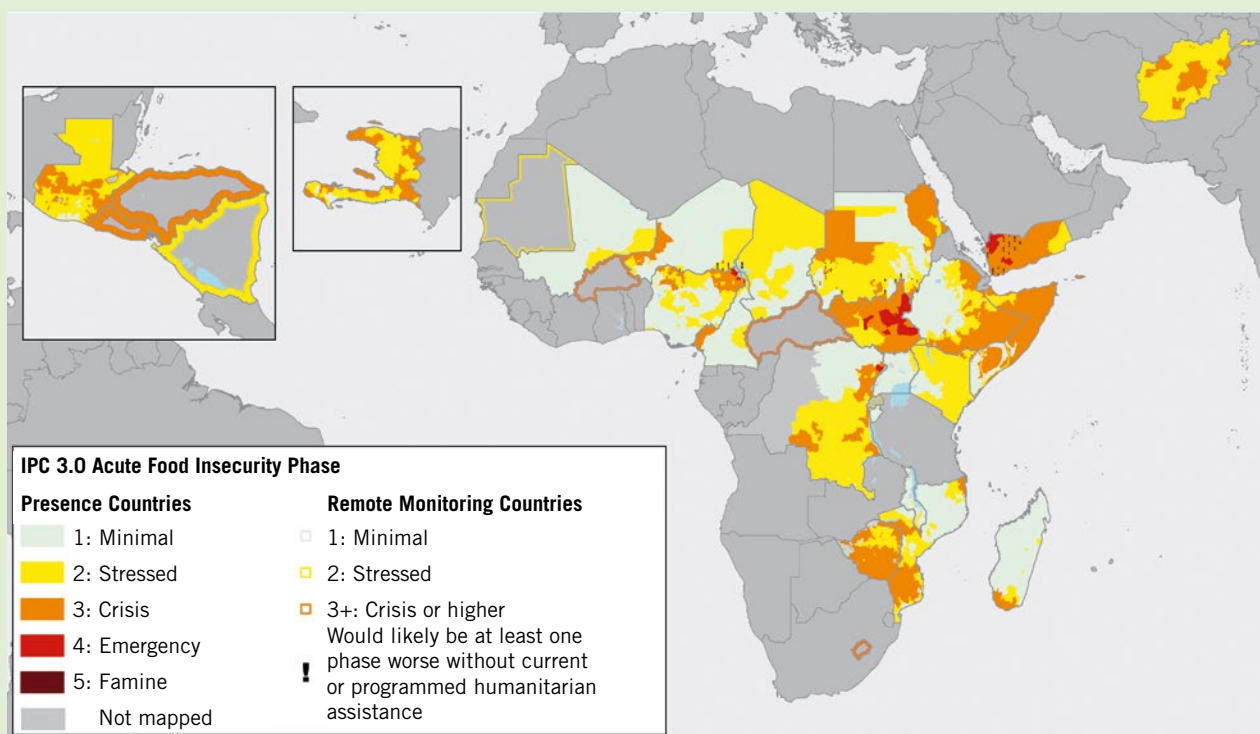 IPC 3.0 Acute Food Insecurity Phase
Presence Countries
1: Minimal
2: Stressed
3: Crisis
4: Emergency
5: Famine
Not mapped
Remote Monitoring Countries
1: Minimal
2: Stressed
3+: Crisis or higher
Would likely be at least one
phase worse without current
! or programmed humanitarian
assistance